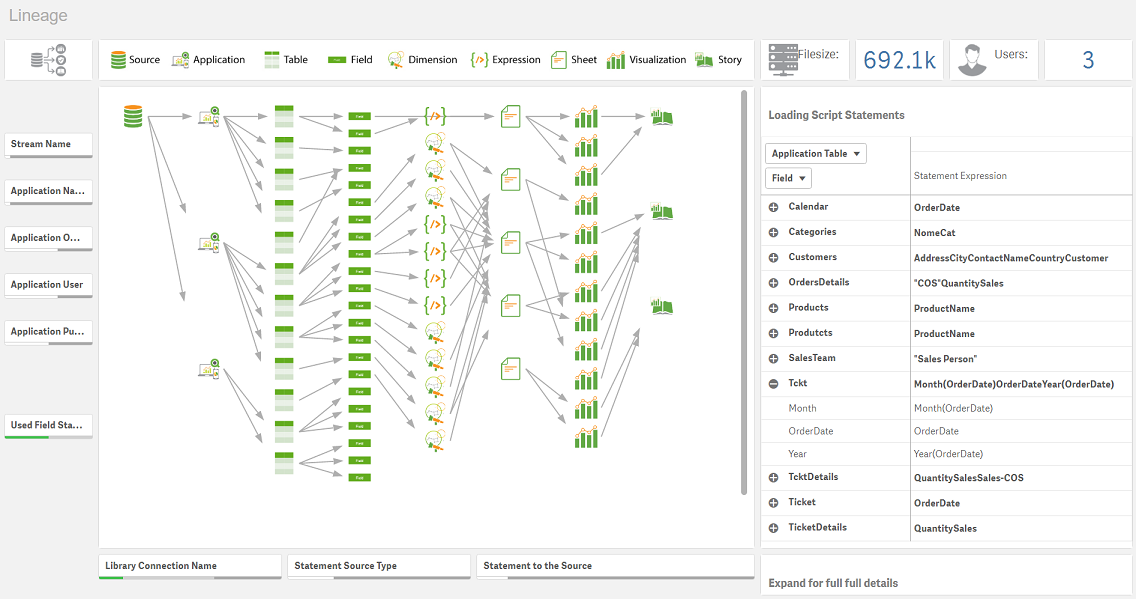 Lineage
Source Application Table Field Dimension Expression Sheet Visualization Story
Filesize:
692.1k
Users:
3
Stream Name
Application Na...
Application O...
Application User
Application Pu...
Used Field Sta...
Loading Script Statements
Application Table
Field
Statement Expression
Calendar OrderDate
Categories NomeCat
Customers AddressCityContactNameCountryCustomer
OrdersDetails "COS"QuantitySales
Products ProductName
Produtcts ProductName
SalesTeam "Sales Person"
Tckt Month(OrderDate)OrderDateYear(OrderDate)
Month Month(OrderDate)
OrderDate OrderDate
Year Year(OrderDate)
TcktDetails QuantitySalesSales-COS
Ticket OrderDate
TicketDetails QuantitySales
Library Connection Name
Statement Source Type
Statement to the Source
Expand for full full details